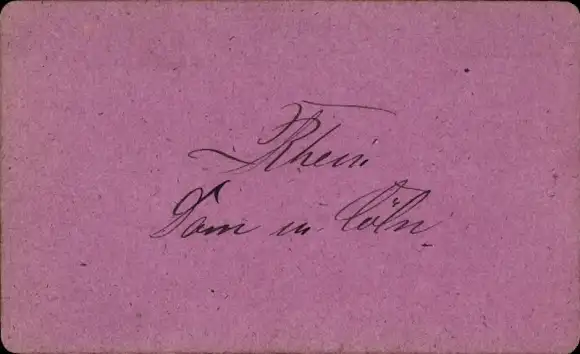 Rhein
Dom in Cöln.